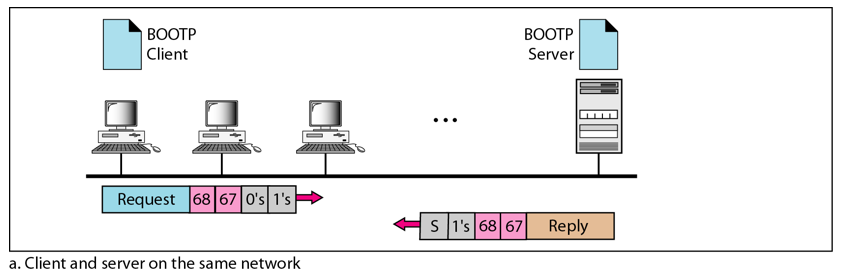 BOOTP
Client
BOOTP
Server
...
Request 68 67 0's 1's
S 1's 68 67 Reply
a. Client and server on the same network